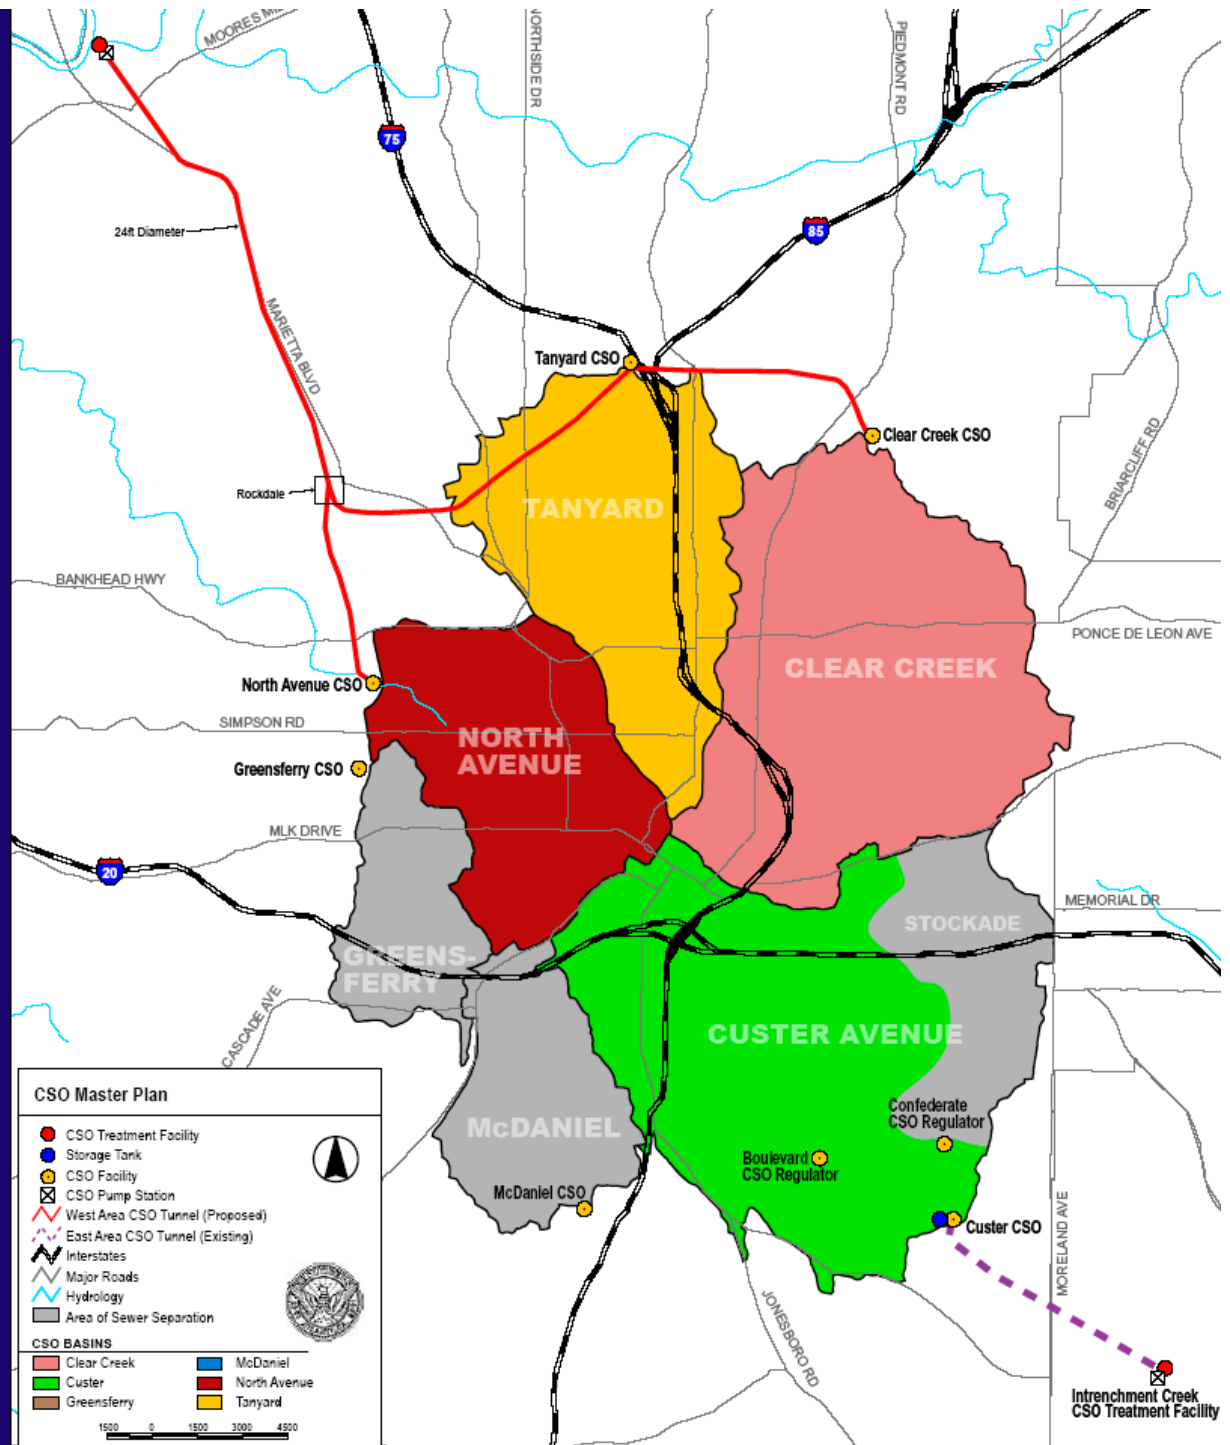 MOORES MI
NORTHSIDE DR
PIEDMONT RD
75
85
24ft Diameter
MARIETTA BLVD
Tanyard CSO
Clear Creek CSO
BRIARCLIFF RD
Rockdale
TANYARD
BANKHEAD HWY
PONCE DE LEON AVE
CLEAR CREEK
North Avenue CSO
SIMPSON RD
NORTH
AVENUE
Greensferry CSO
MLK DRIVE
20
MEMORIAL DR
STOCKADE
GREENS-
FERRY
CASCADE AVE
CUSTER AVENUE
McDANIEL
Confederate
CSO Regulator
Boulevard
CSO Regulator
McDaniel CSO
Custer CSO
MORELAND AVE
JONESBORO RD
Intrenchment Creek
CSO Treatment Facility
CSO Master Plan
CSO Treatment Facility
Storage Tank
CSO Facility
CSO Pump Station
West Area CSO Tunnel (Proposed)
East Area CSO Tunnel (Existing)
Interstates
Major Roads
Hydrology
Area of Sewer Separation
CSO BASINS
Clear Creek
McDaniel
Custer
North Avenue
Greensferry
Tanyard
1500 0 1500 3000 4500